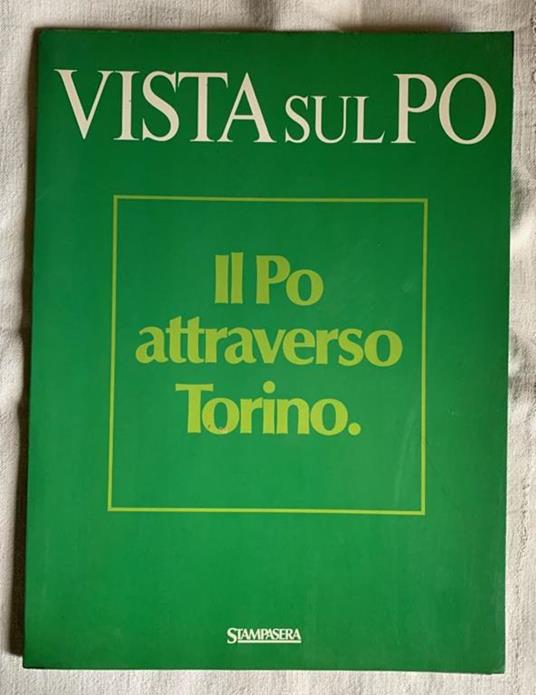 VISTA SUL PO
Il Po
attraverso
Torino.
STAMPASERA